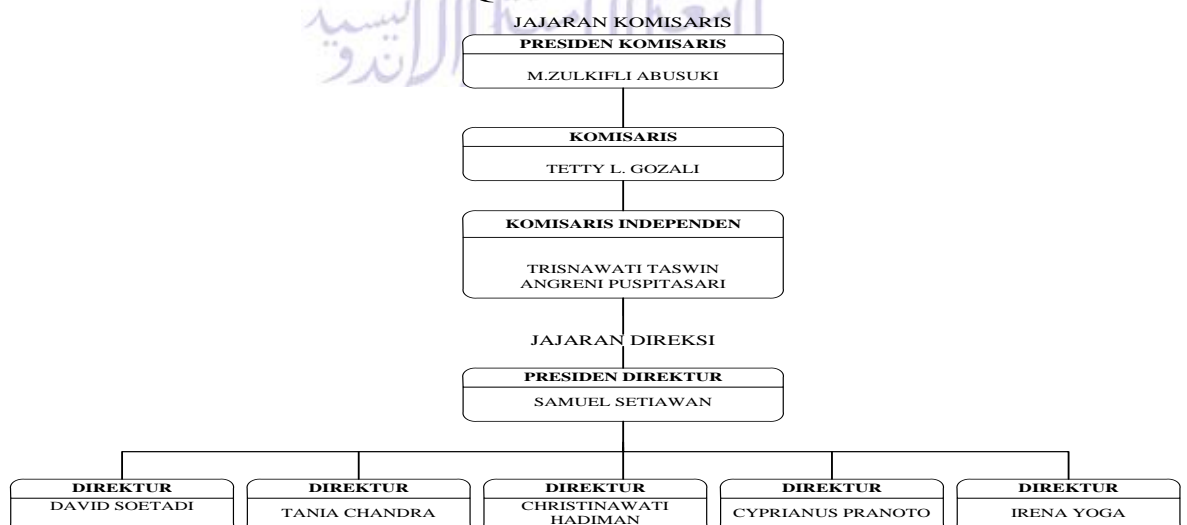 JAJARAN KOMISARIS
PRESIDEN KOMISARIS
M.ZULKIFLI ABUSUKI
KOMISARIS
TETTY L. GOZALI
KOMISARIS INDEPENDEN
TRISNAWATI TASWIN
ANGRENI PUSPITASARI
JAJARAN DIREKSI
PRESIDEN DIREKTUR
SAMUEL SETIAWAN
DIREKTUR
DAVID SOETADI
DIREKTUR
TANIA CHANDRA
DIREKTUR
CHRISTINAWATI
HADIMAN
DIREKTUR
CYPRIANUS PRANOTO
DIREKTUR
IRENA YOGA